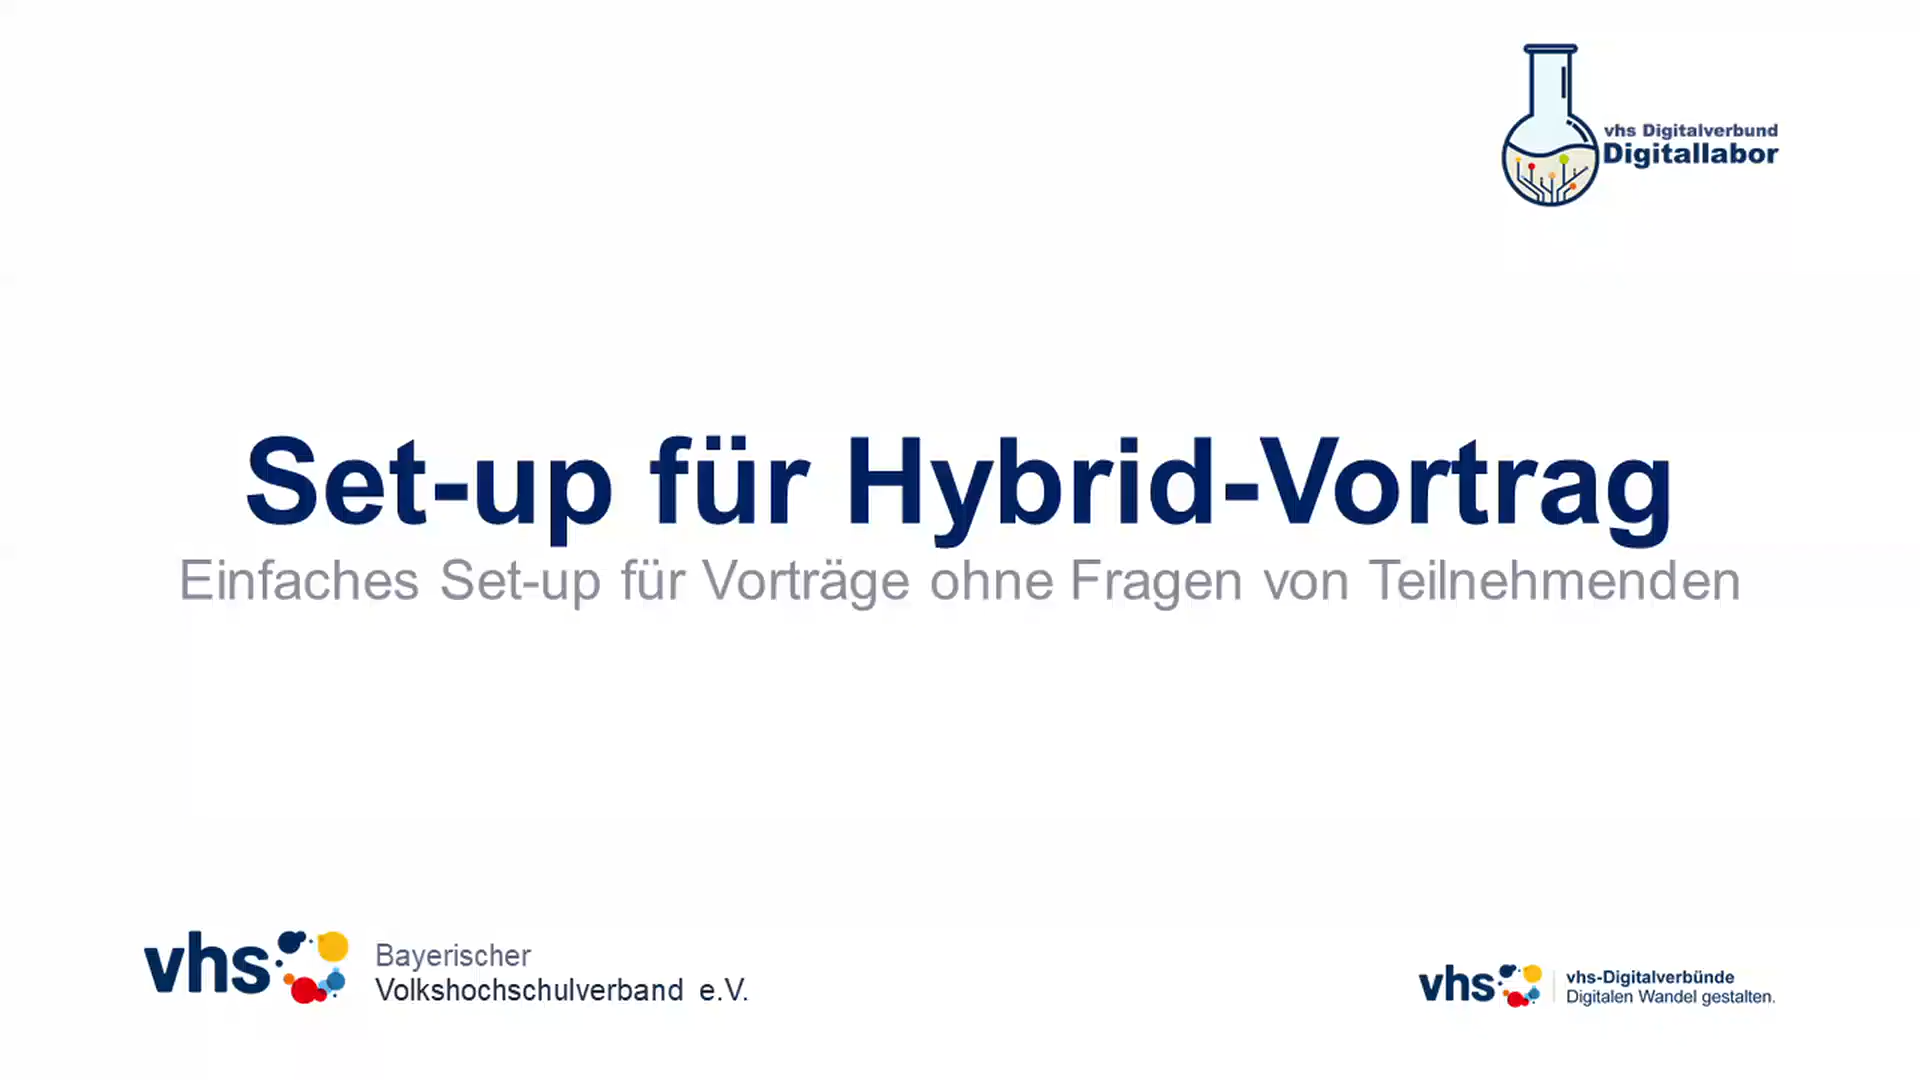 vhs Digitalverbund
Digitallabor
Set-up für Hybrid-Vortrag
Einfaches Set-up für Vorträge ohne Fragen von Teilnehmenden
vhs
Bayerischer
Volkshochschulverband e.V.
vhs
vhs-Digitalverbünde
Digitalen Wandel gestalten.